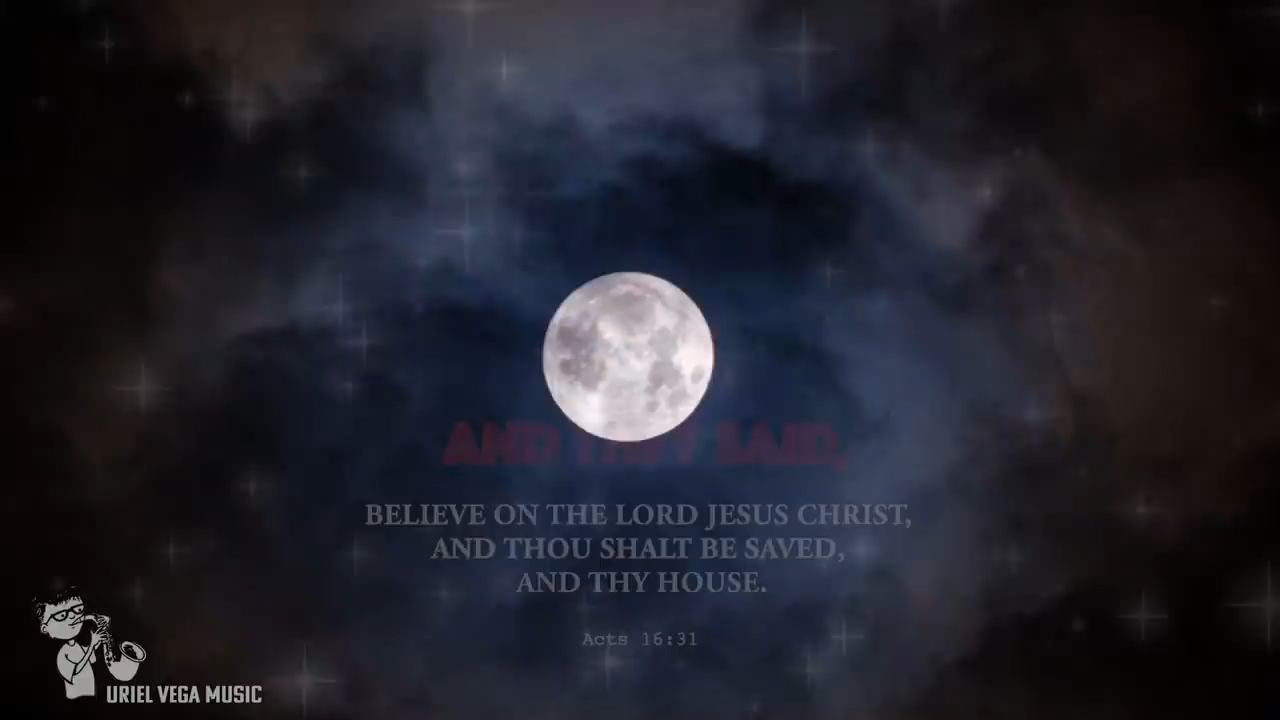 AND THEY SAID,
BELIEVE ON THE LORD JESUS CHRIST,
AND THOU SHALT BE SAVED,
AND THY HOUSE.
Acts 16:31
URIEL VEGA MUSIC